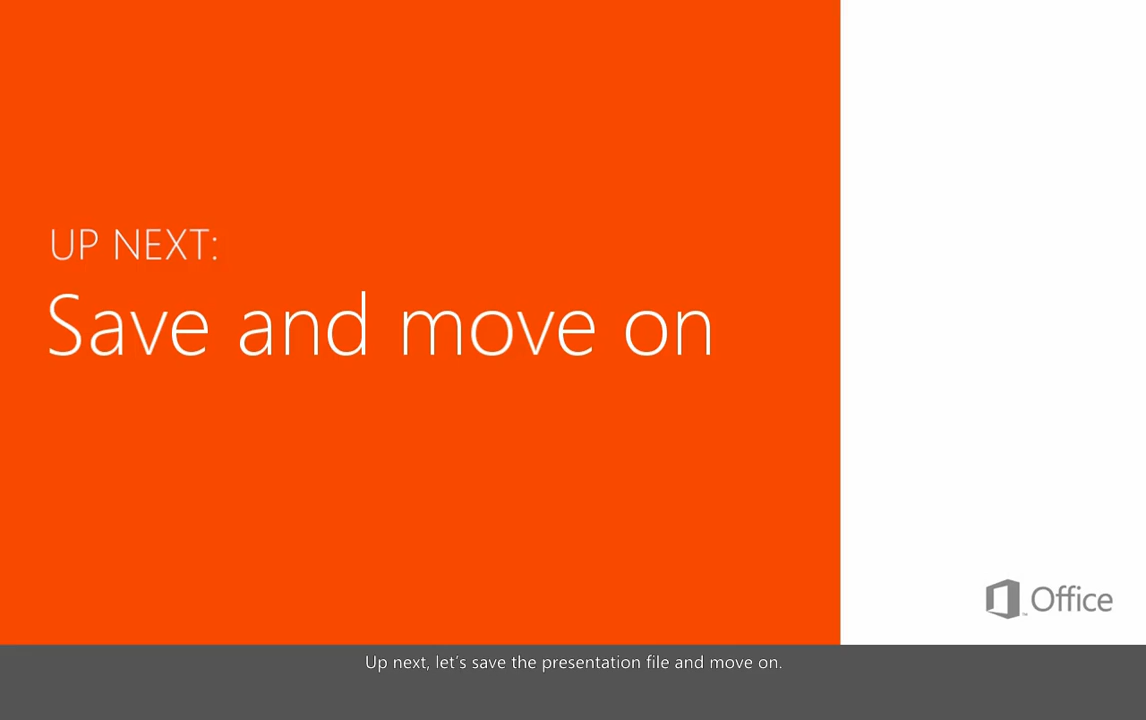 UP NEXT:
Save and move on
Office
Up next, let's save the presentation file and move on.